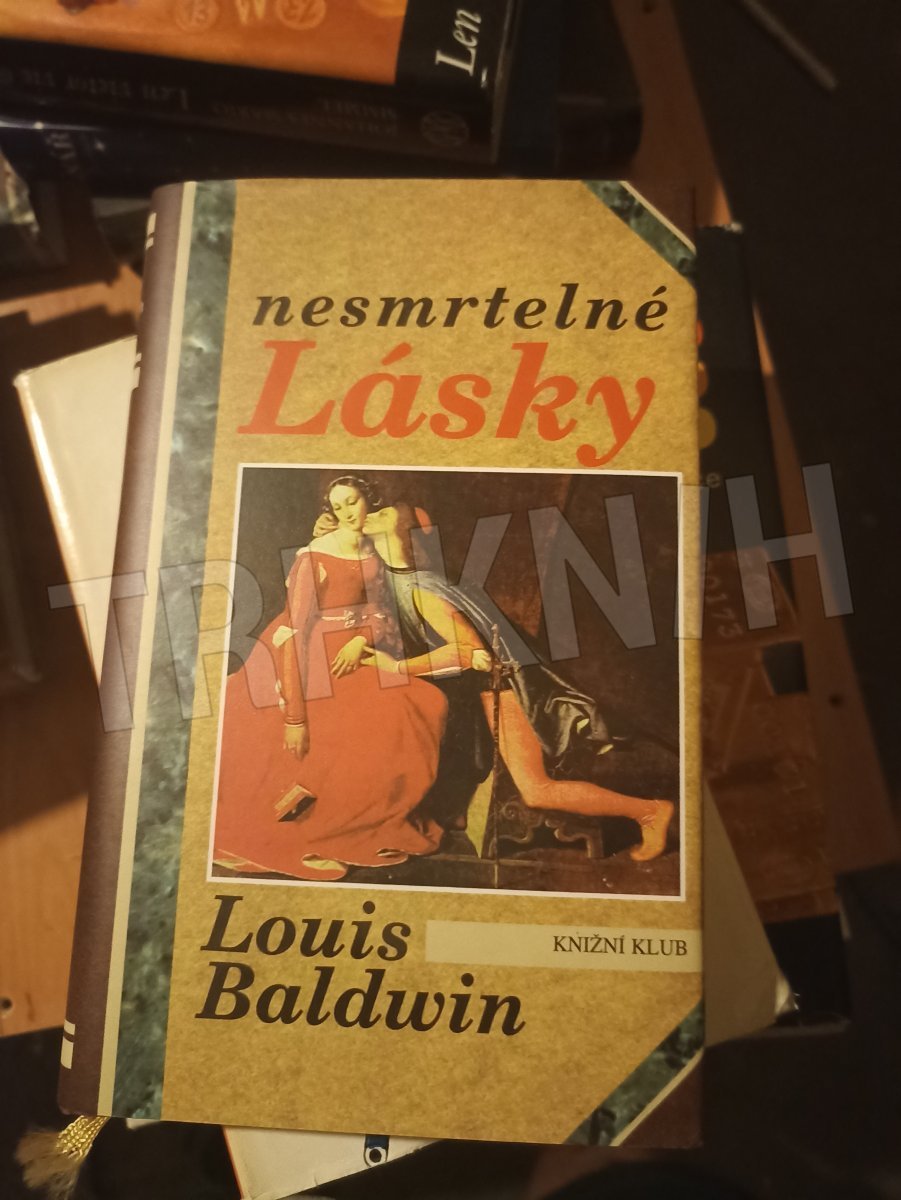 Len
nesmrtelné
Lásky
TRHKNIH
Louis
Baldwin
KNIŽNÍ KLUB